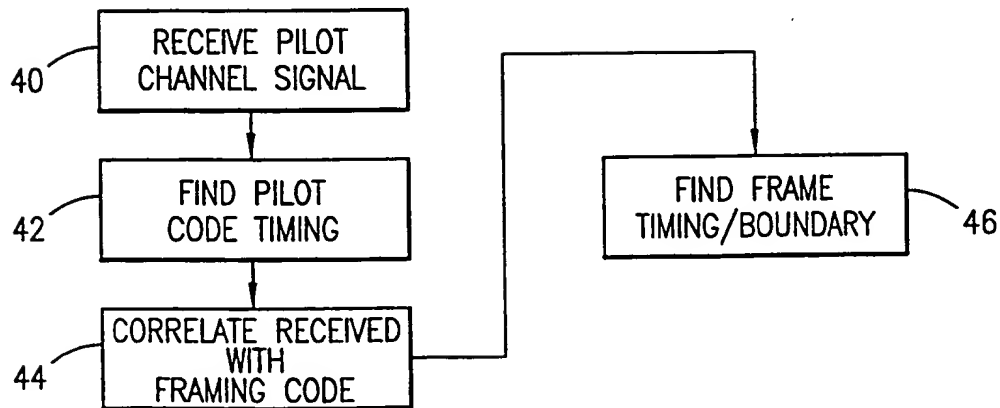 40
RECEIVE PILOT
CHANNEL SIGNAL
42
FIND PILOT
CODE TIMING
44
CORRELATE RECEIVED
WITH
FRAMING CODE
FIND FRAME
TIMING/BOUNDARY
46